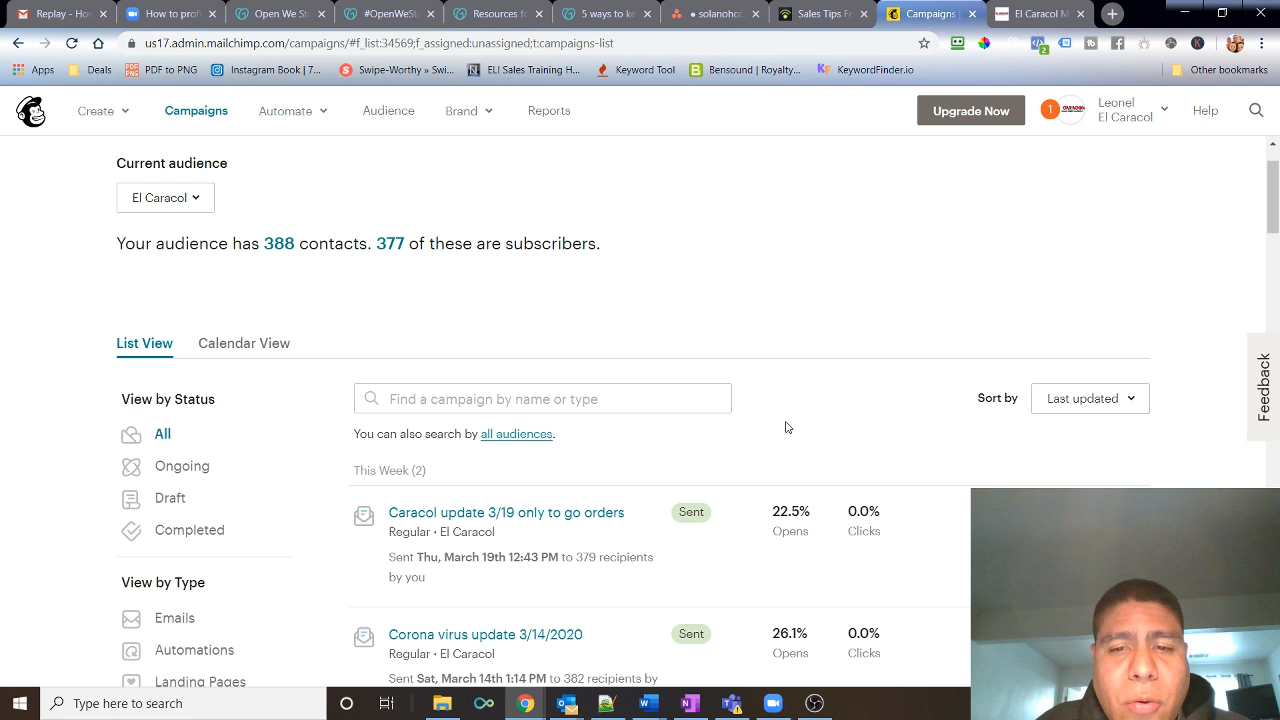 Replay - Ho
How to prof
Open We St
#OpenWeSt
Resources f
5 ways to ke
● solanohcc.
Sales Tips Fo
Campaigns
El Caracol M
us17.admin.mailchimp.com/campaigns/#f_list:345693;f_assigned:unassigned;t:campaigns-list
Apps
Deals
PDF to PNG
Instagram Book | 7...
Swipe-Worthy » Swi...
ELI Sales Training H...
Keyword Tool
Bensound | Royalty...
KeywordFinder.io
Other bookmarks
Create
Campaigns
Automate
Audience
Brand
Reports
Upgrade Now
1
Leonel
El Caracol
Help
Current audience
El Caracol
Your audience has 388 contacts. 377 of these are subscribers.
List View
Calendar View
Feedback
View by Status
All
Ongoing
Draft
Completed
View by Type
Emails
Automations
Landing Pages
Find a campaign by name or type
Sort by
Last updated
You can also search by all audiences.
This Week (2)
Caracol update 3/19 only to go orders
Sent
22.5%
0.0%
Regular · El Caracol
Opens
Clicks
Sent Thu, March 19th 12:43 PM to 379 recipients
by you
Corona virus update 3/14/2020
Sent
26.1%
0.0%
Regular · El Caracol
Opens
Clicks
Sent Sat, March 14th 1:14 PM to 382 recipients by
Type here to search